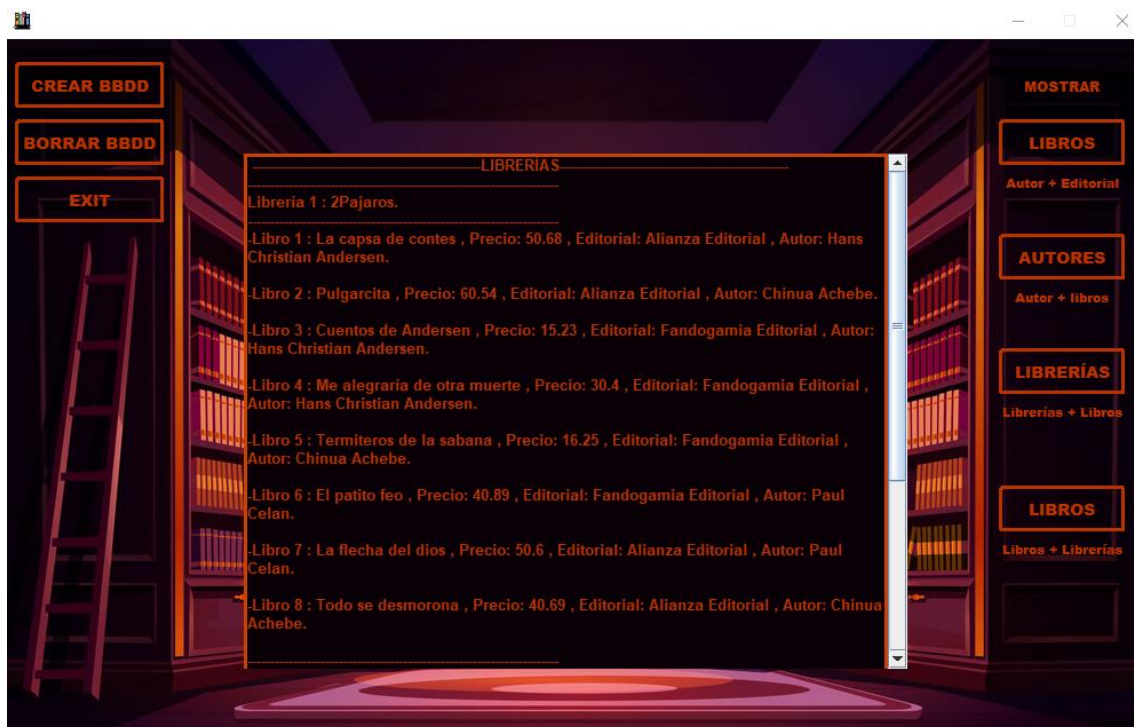 CREAR BBDD
BORRAR BBDD
EXIT
-----------------------------------------------LIBRERÍAS-----------------------------------------------
----------------------------------------------------------------
Librería 1 : 2Pajaros.
----------------------------------------------------------------
-Libro 1 : La capsa de contes , Precio: 50.68 , Editorial: Alianza Editorial , Autor: Hans
Christian Andersen.
-Libro 2 : Pulgarcita , Precio: 60.54 , Editorial: Alianza Editorial , Autor: Chinua Achebe.
-Libro 3 : Cuentos de Andersen , Precio: 15.23 , Editorial: Fandogamia Editorial , Autor:
Hans Christian Andersen.
-Libro 4 : Me alegraría de otra muerte , Precio: 30.4 , Editorial: Fandogamia Editorial ,
Autor: Hans Christian Andersen.
-Libro 5 : Termiteros de la sabana , Precio: 16.25 , Editorial: Fandogamia Editorial ,
Autor: Chinua Achebe.
-Libro 6 : El patito feo , Precio: 40.89 , Editorial: Fandogamia Editorial , Autor: Paul
Celan.
-Libro 7 : La flecha del dios , Precio: 50.6 , Editorial: Alianza Editorial , Autor: Paul
Celan.
-Libro 8 : Todo se desmorona , Precio: 40.69 , Editorial: Alianza Editorial , Autor: Chinua
Achebe.
----------------------------------------------------------------
MOSTRAR
LIBROS
Autor + Editorial
AUTORES
Autor + libros
LIBRERÍAS
Librerías + Libros
LIBROS
Libros + Librerías